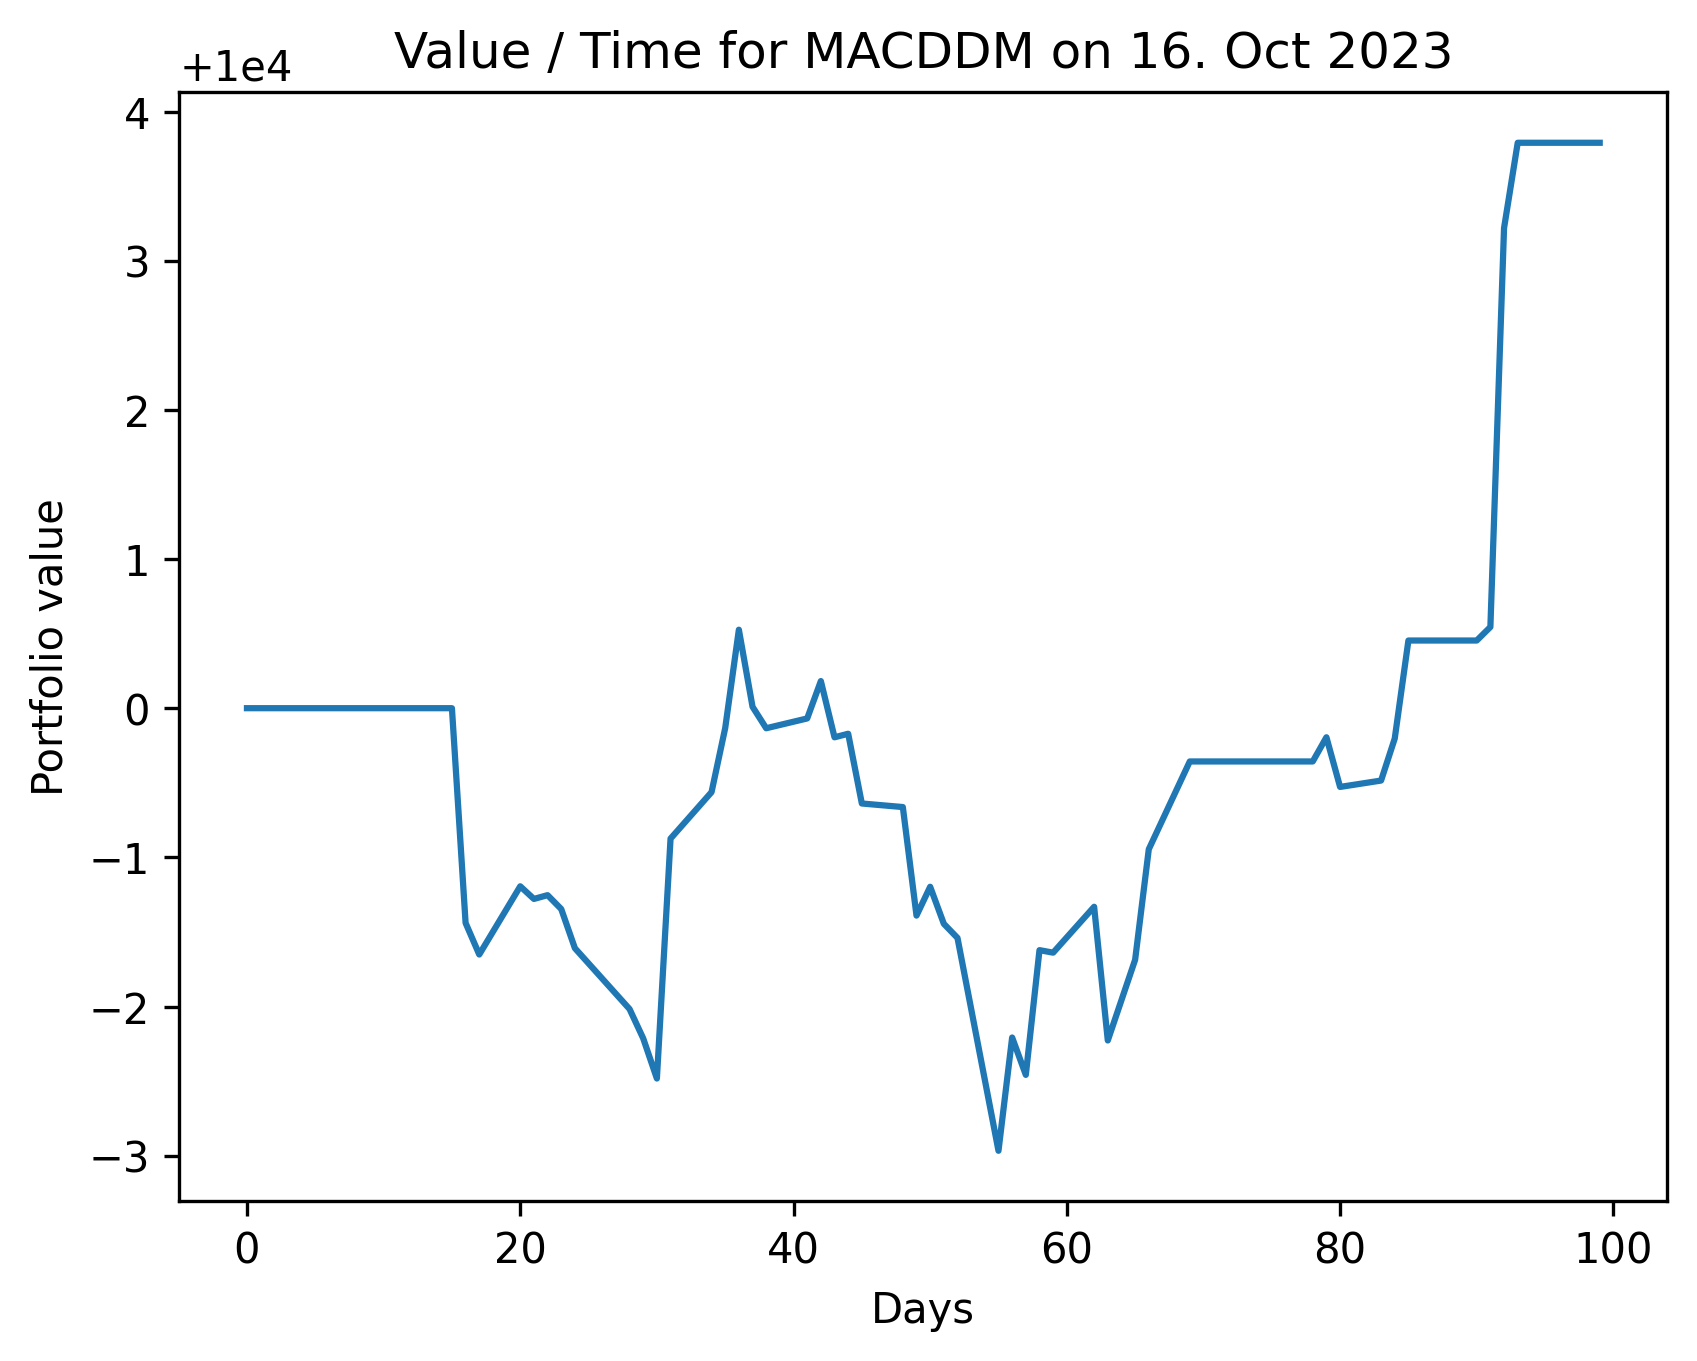 Value / Time for MACDDM on 16. Oct 2023
+1e4
4
3
2
1
0
−1
−2
−3
Portfolio value
0 20 40 60 80 100
Days